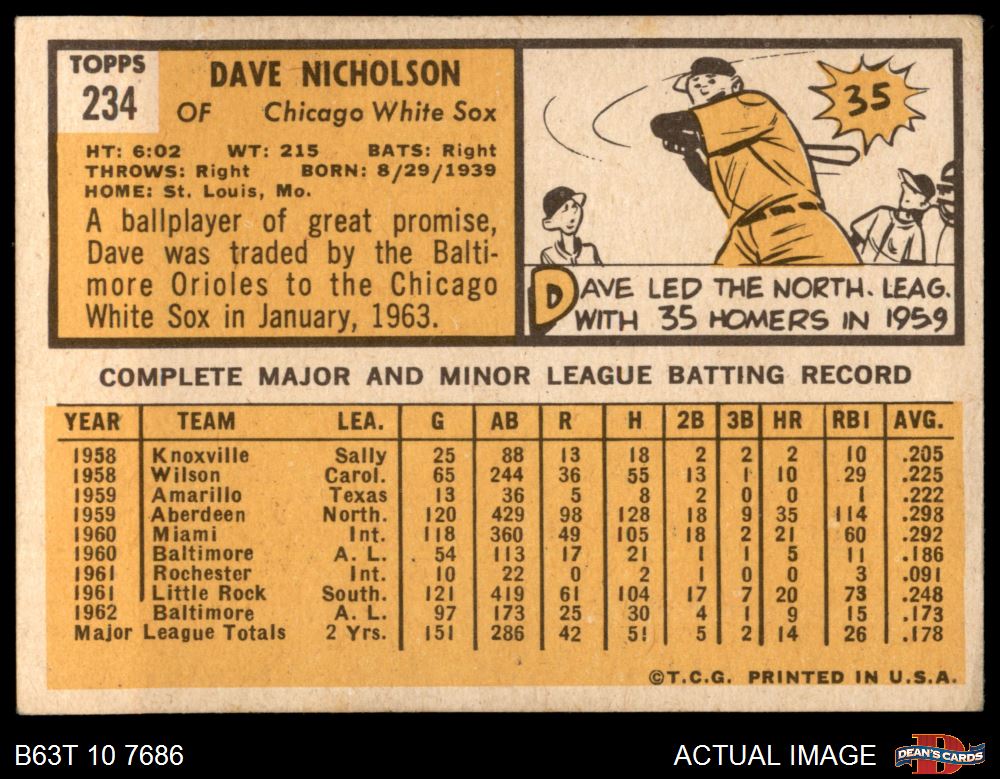 TOPPS
234
DAVE NICHOLSON
OF Chicago White Sox
HT: 6:02 WT: 215 BATS: Right
THROWS: Right BORN: 8/29/1939
HOME: St. Louis, Mo.
A ballplayer of great promise,
Dave was traded by the Balti-
more Orioles to the Chicago
White Sox in January, 1963.
35
DAVE LED THE NORTH. LEAG.
WITH 35 HOMERS IN 1959
COMPLETE MAJOR AND MINOR LEAGUE BATTING RECORD
YEAR TEAM LEA. G AB R H 2B 3B HR RBI AVG.
1958 Knoxville Sally 25 88 13 18 2 2 2 10 .205
1958 Wilson Carol. 65 244 36 55 13 1 10 29 .225
1959 Amarillo Texas 13 36 5 8 2 0 0 1 .222
1959 Aberdeen North. 120 429 98 128 18 9 35 114 .298
1960 Miami Int. 118 360 49 105 18 2 21 60 .292
1960 Baltimore A. L. 54 113 17 21 1 1 5 11 .186
1961 Rochester Int. 10 22 0 2 1 0 0 3 .091
1961 Little Rock South. 121 419 61 104 17 7 20 73 .248
1962 Baltimore A. L. 97 173 25 30 4 1 9 15 .173
Major League Totals 2 Yrs. 151 286 42 51 5 2 14 26 .178
©T.C.G. PRINTED IN U.S.A.
B63T 10 7686
ACTUAL IMAGE
DEAN'S CARDS